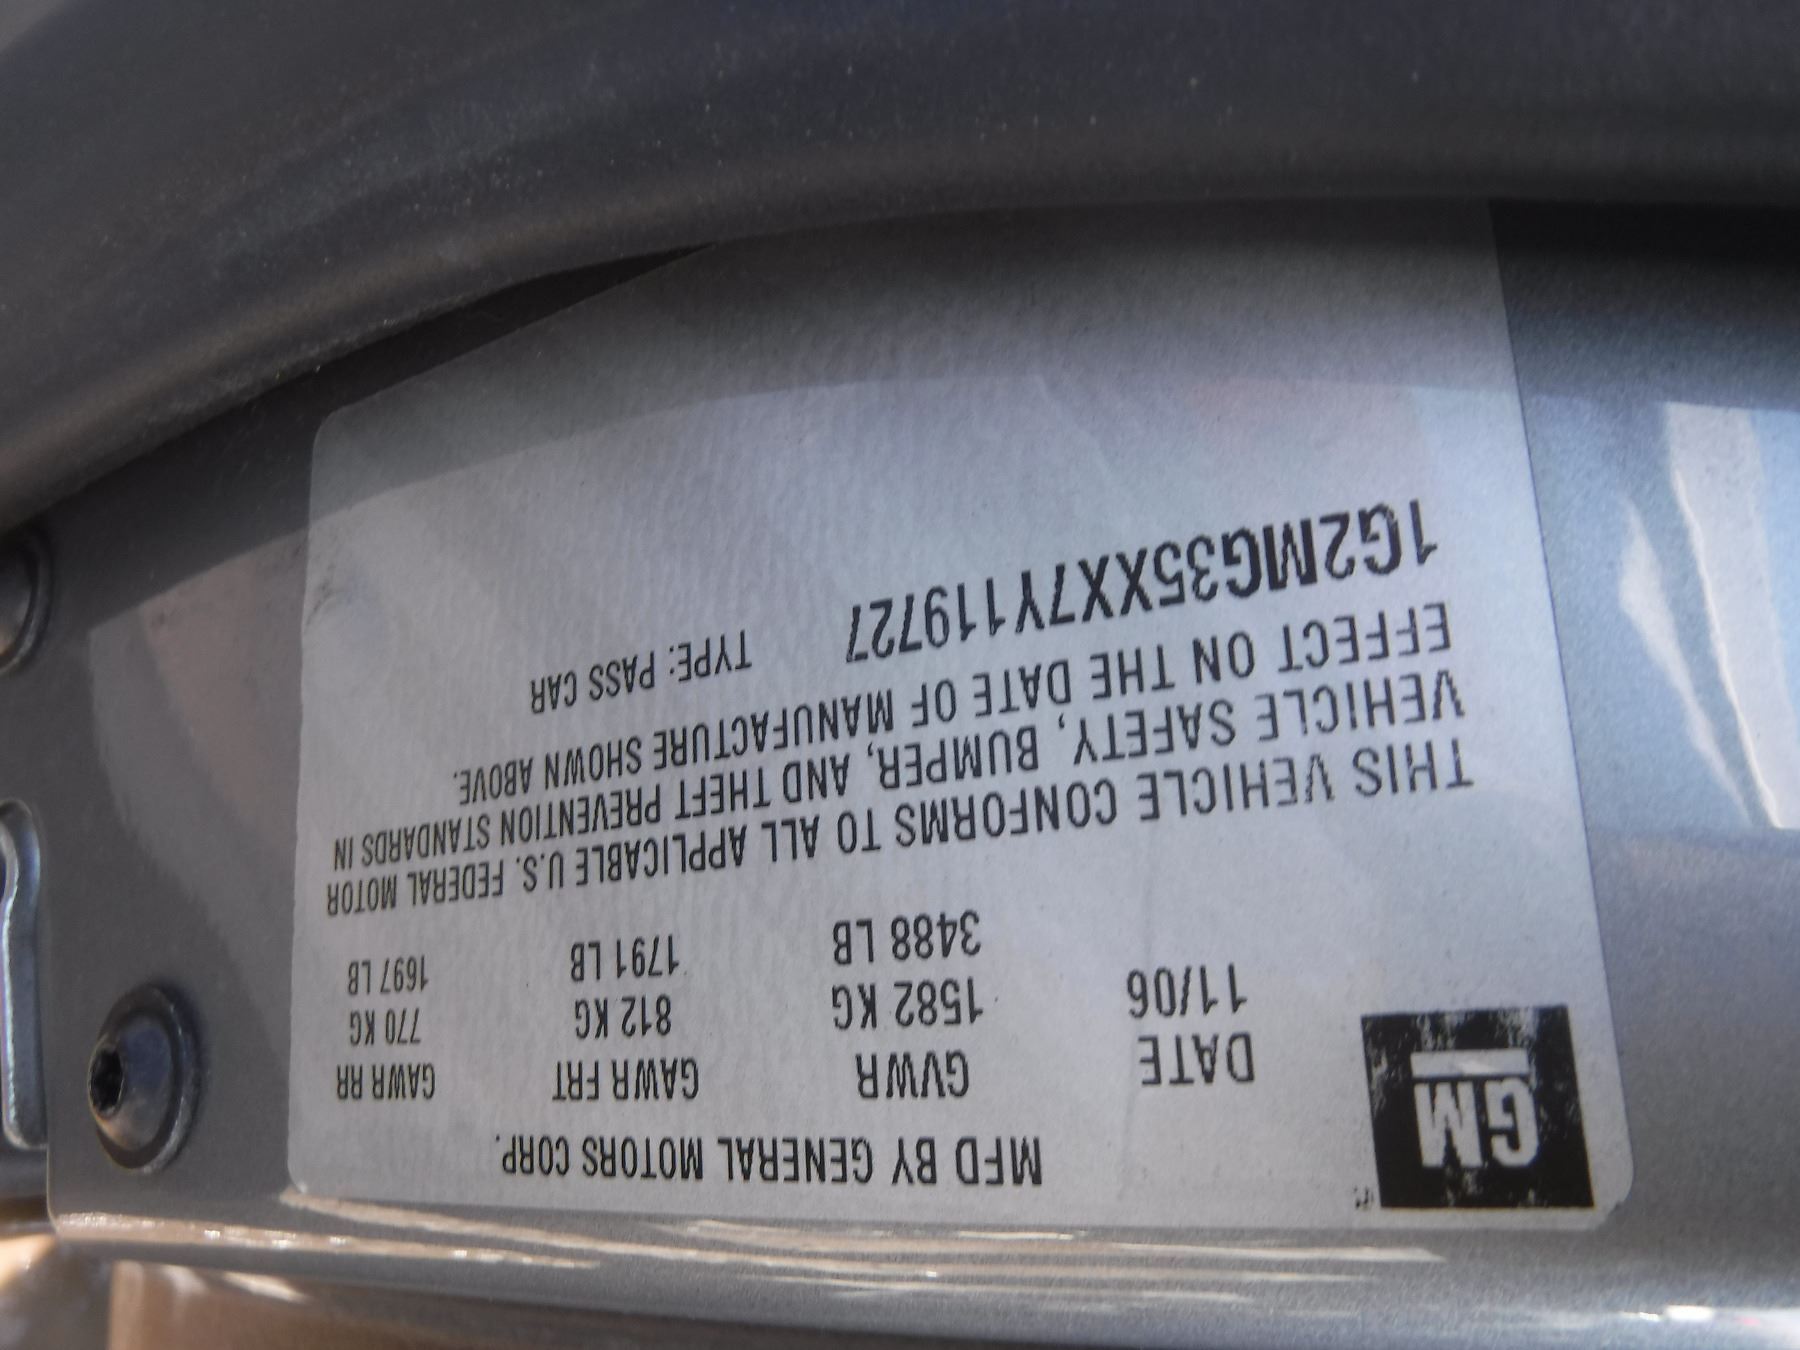 GM
MFD BY GENERAL MOTORS CORP.
DATE GVWR GAWR FRT GAWR RR
11/06 1582 KG 812 KG 770 KG
3488 LB 1791 LB 1697 LB
THIS VEHICLE CONFORMS TO ALL APPLICABLE U.S. FEDERAL MOTOR
VEHICLE SAFETY, BUMPER, AND THEFT PREVENTION STANDARDS IN
EFFECT ON THE DATE OF MANUFACTURE SHOWN ABOVE.
1G2MG35XX7Y119727 TYPE: PASS CAR